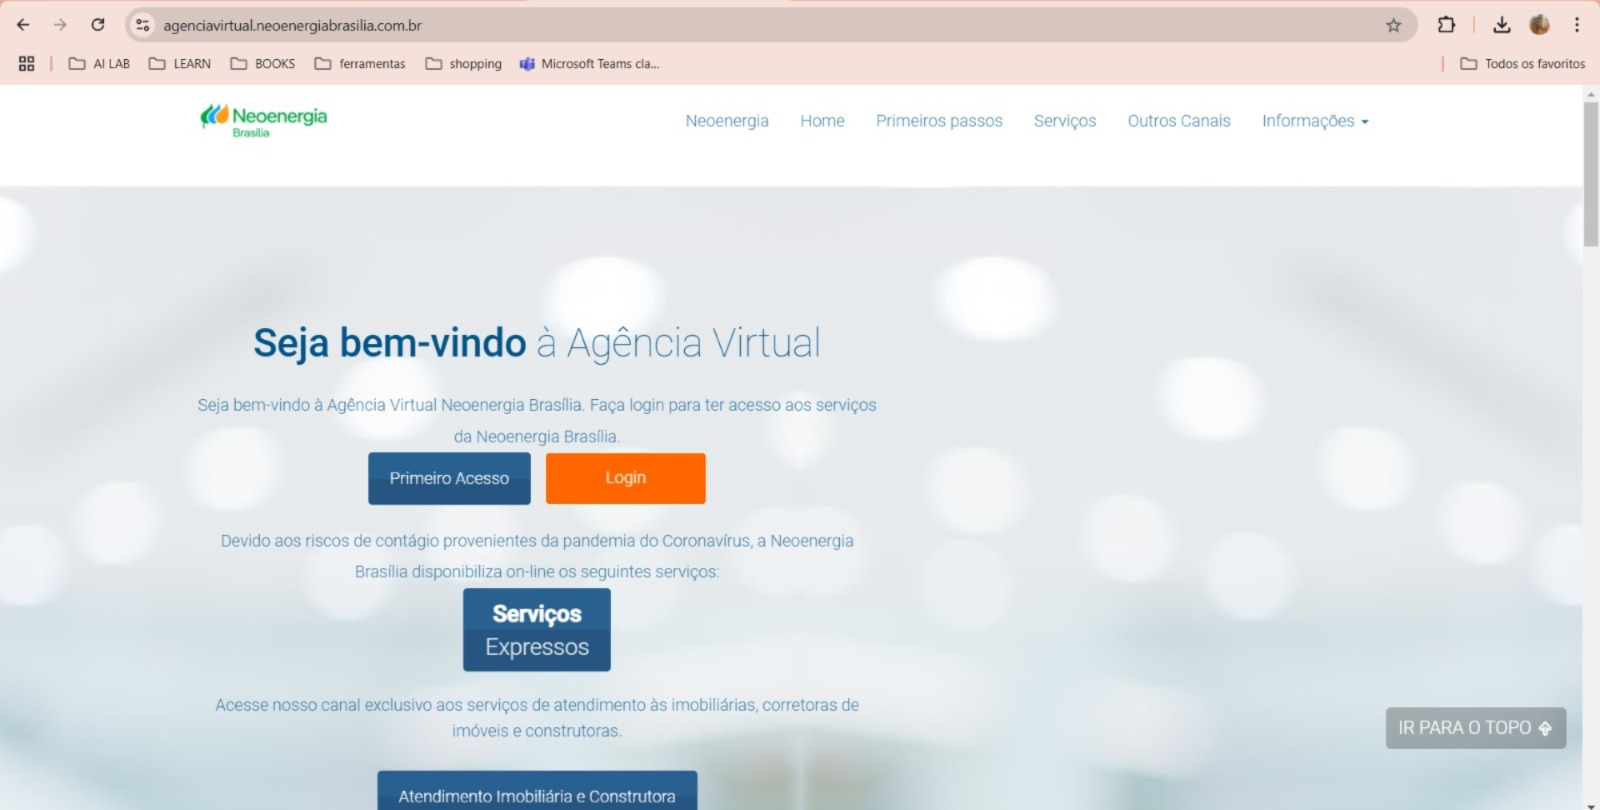 agenciavirtual.neoenergiabrasilia.com.br
AI LAB LEARN BOOKS ferramentas shopping Microsoft Teams cla... Todos os favoritos
Neoenergia
Brasília
Neoenergia Home Primeiros passos Serviços Outros Canais Informações
Seja bem-vindo à Agência Virtual
Seja bem-vindo à Agência Virtual Neoenergia Brasília. Faça login para ter acesso aos serviços
da Neoenergia Brasília.
Primeiro Acesso Login
Devido aos riscos de contágio provenientes da pandemia do Coronavírus, a Neoenergia
Brasília disponibiliza on-line os seguintes serviços:
Serviços
Expressos
Acesse nosso canal exclusivo aos serviços de atendimento às imobiliárias, corretoras de
imóveis e construtoras.
IR PARA O TOPO
Atendimento Imobiliária e Construtora